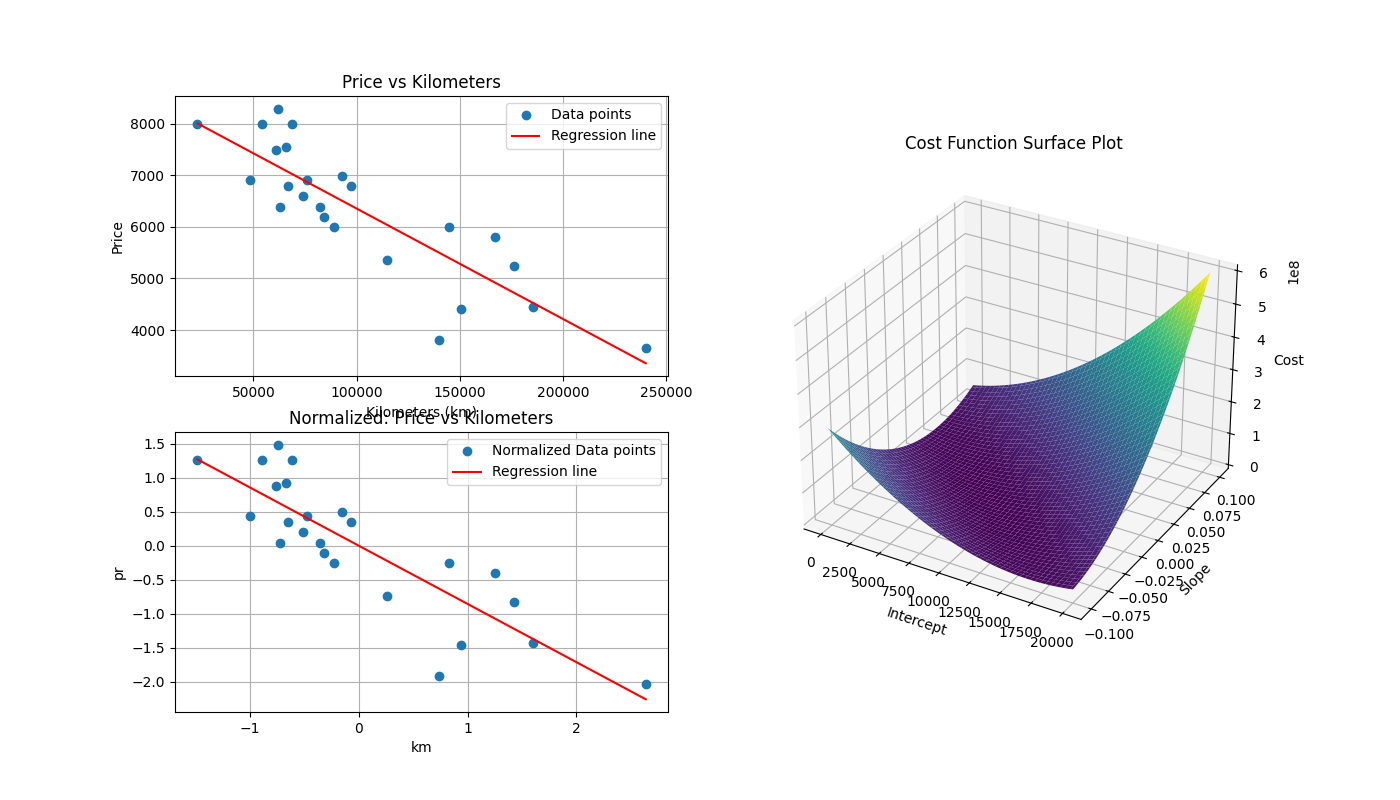 Price vs Kilometers
Data points
Regression line
8000
7000
6000
5000
4000
Price
50000 100000 150000 200000 250000
Kilometers (km)
Normalized: Price vs Kilometers
Normalized Data points
Regression line
1.5
1.0
0.5
0.0
−0.5
−1.0
−1.5
−2.0
pr
−1 0 1 2
km
Cost Function Surface Plot
1e8
6
5
4
3
2
1
0
Cost
0.100
0.075
0.050
0.025
0.000
−0.025
−0.050
−0.075
−0.100
Slope
0 2500 5000 7500 10000 12500 15000 17500 20000
Intercept